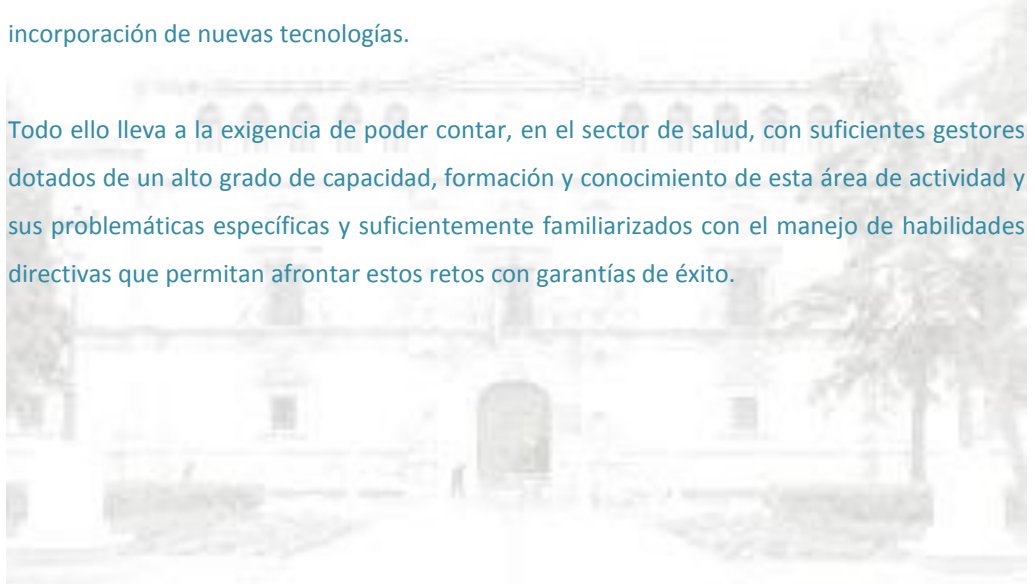 incorporación de nuevas tecnologías.
Todo ello lleva a la exigencia de poder contar, en el sector de salud, con suficientes gestores
dotados de un alto grado de capacidad, formación y conocimiento de esta área de actividad y
sus problemáticas específicas y suficientemente familiarizados con el manejo de habilidades
directivas que permitan afrontar estos retos con garantías de éxito.